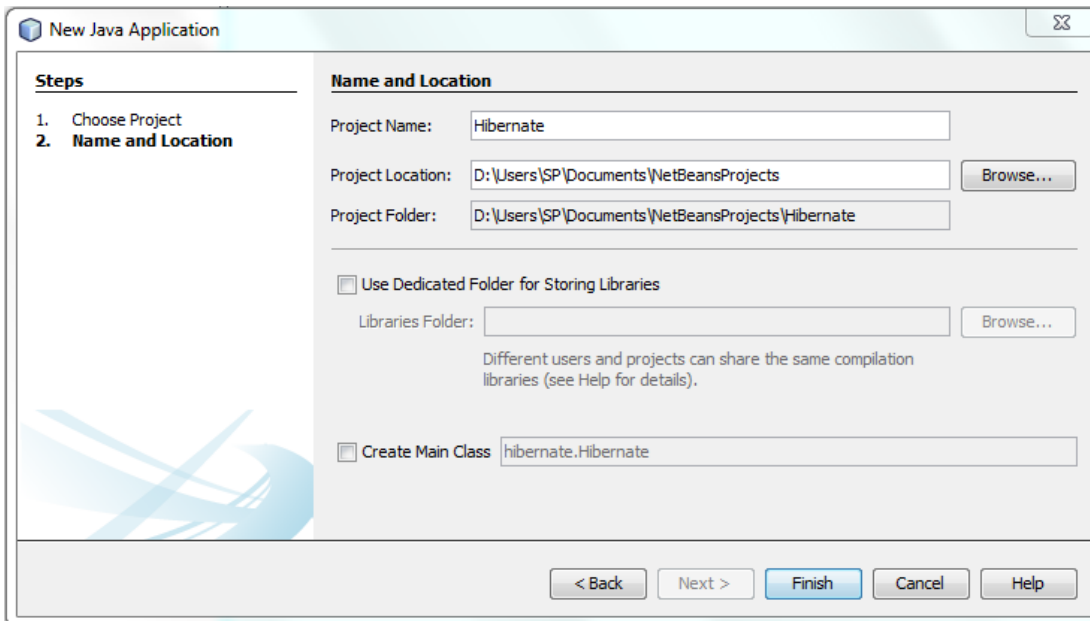 New Java Application
Steps
1. Choose Project
2. Name and Location
Name and Location
Project Name: Hibernate
Project Location: D:\Users\SP\Documents\NetBeansProjects Browse...
Project Folder: D:\Users\SP\Documents\NetBeansProjects\Hibernate
Use Dedicated Folder for Storing Libraries
Libraries Folder: Browse...
Different users and projects can share the same compilation
libraries (see Help for details).
Create Main Class hibernate.Hibernate
< Back Next > Finish Cancel Help